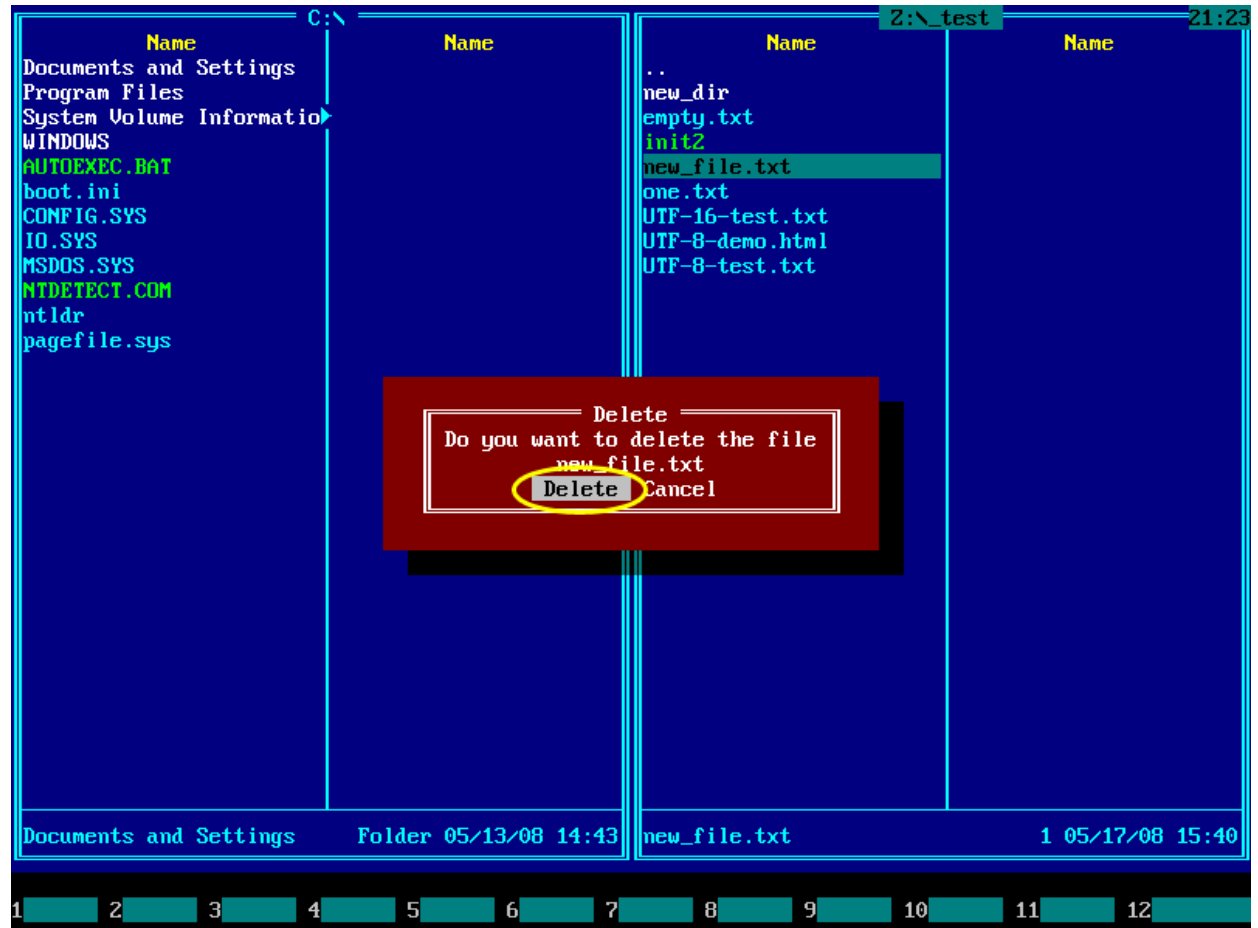 C:\
Z:\_test
21:23
Name
Name
Name
Name
Documents and Settings
Program Files
System Volume Informatio
WINDOWS
AUTOEXEC.BAT
boot.ini
CONFIG.SYS
IO.SYS
MSDOS.SYS
NTDETECT.COM
ntldr
pagefile.sys
..
new_dir
empty.txt
init2
new_file.txt
one.txt
UTF-16-test.txt
UTF-8-demo.html
UTF-8-test.txt
Delete
Do you want to delete the file
new_file.txt
Delete Cancel
Documents and Settings Folder 05/13/08 14:43
new_file.txt 1 05/17/08 15:40
1 2 3 4 5 6 7 8 9 10 11 12